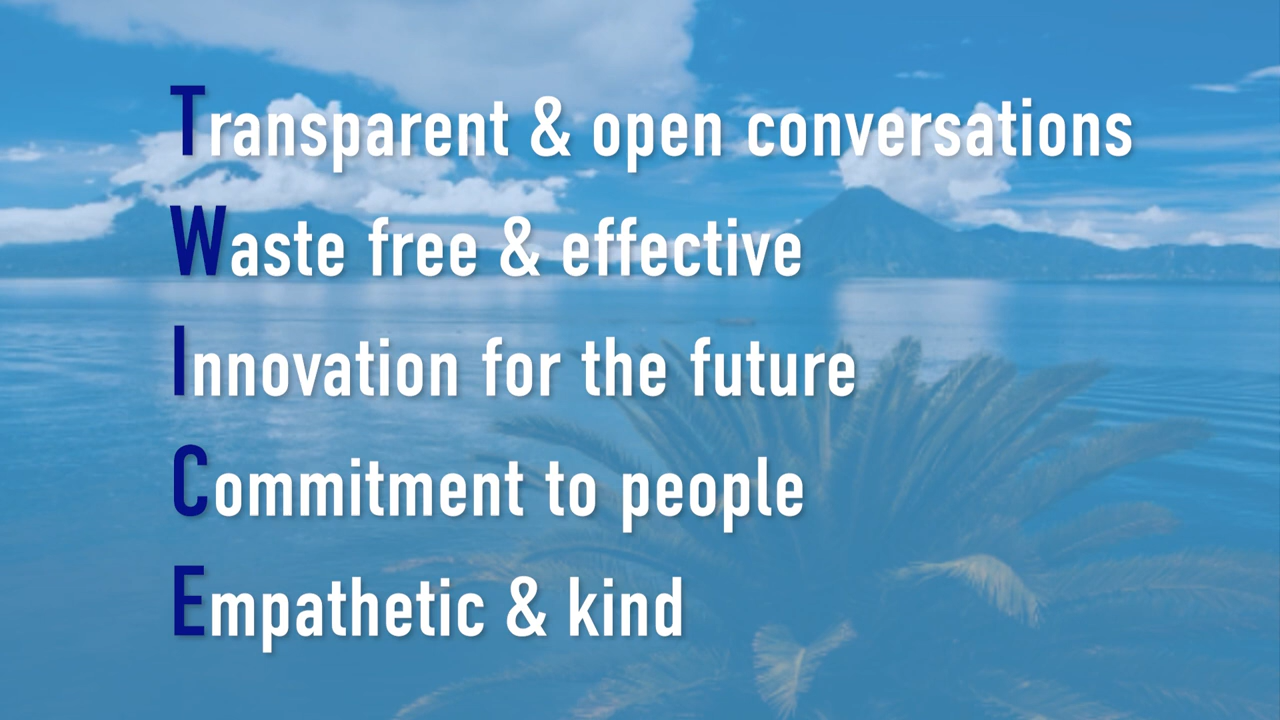 Transparent & open conversations
Waste free & effective
Innovation for the future
Commitment to people
Empathetic & kind